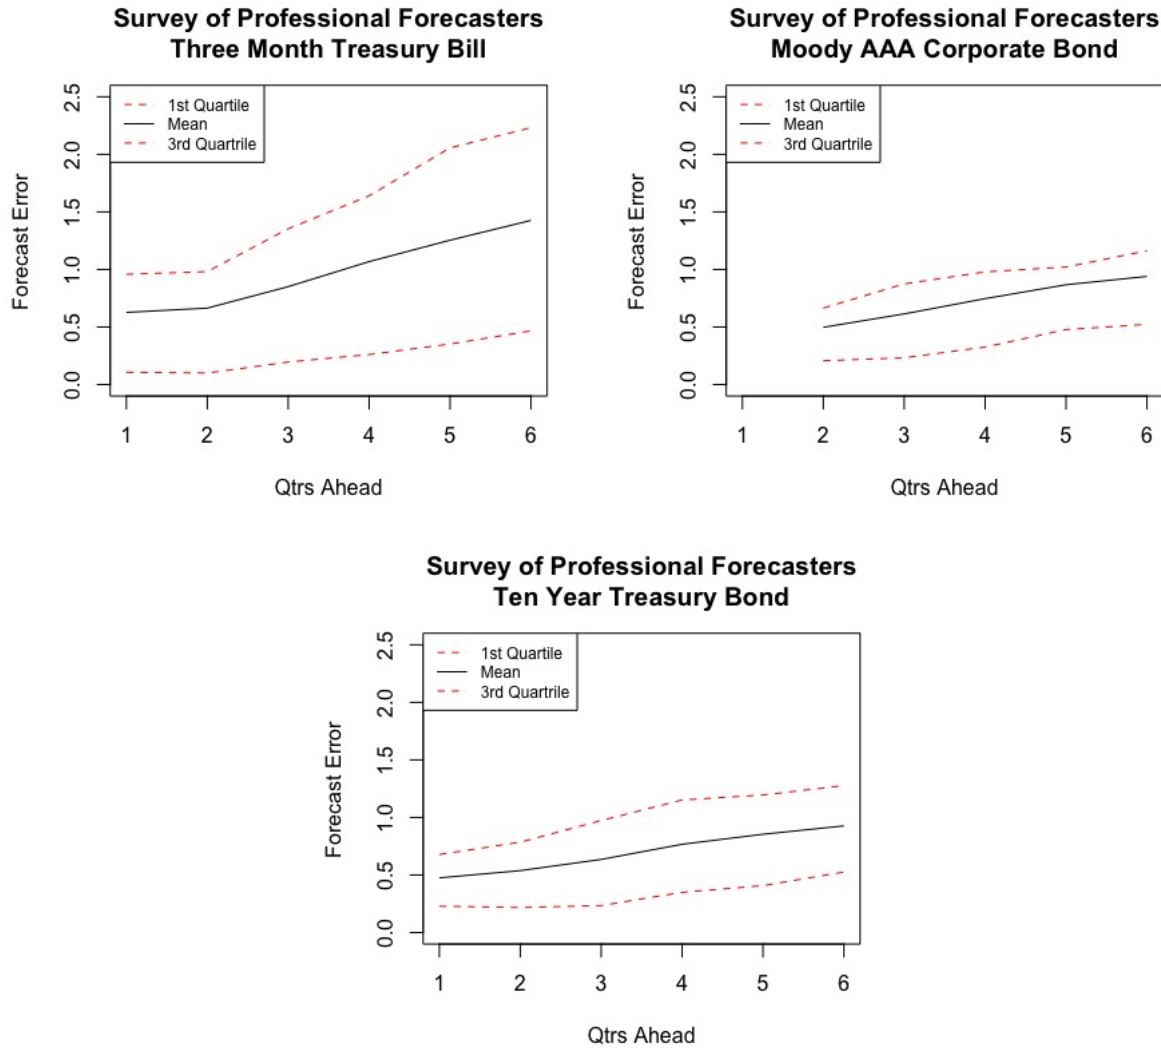 Survey of Professional Forecasters
Three Month Treasury Bill
2.5
2.0
1.5
1.0
0.5
0.0
Forecast Error
1st Quartile
Mean
3rd Quartrile
1 2 3 4 5 6
Qtrs Ahead
Survey of Professional Forecasters
Moody AAA Corporate Bond
2.5
2.0
1.5
1.0
0.5
0.0
Forecast Error
1st Quartile
Mean
3rd Quartrile
1 2 3 4 5 6
Qtrs Ahead
Survey of Professional Forecasters
Ten Year Treasury Bond
2.5
2.0
1.5
1.0
0.5
0.0
Forecast Error
1st Quartile
Mean
3rd Quartrile
1 2 3 4 5 6
Qtrs Ahead